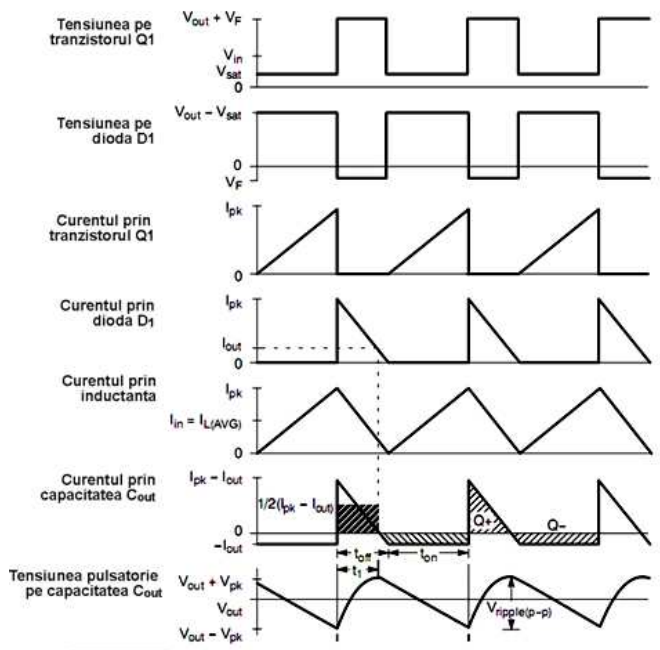 Tensiunea pe
tranzistorul Q1
Vout + VF
Vin
Vsat
0
Tensiunea pe
dioda D1
Vout – Vsat
0
VF
Curentul prin
tranzistorul Q1
Ipk
0
Curentul prin
dioda D1
Ipk
Iout
0
Curentul prin
inductanta
Ipk
Iin = IL(AVG)
0
Curentul prin
capacitatea Cout
Ipk – Iout
1/2(Ipk – Iout)
0
–Iout
Q+
Q–
toff
ton
t1
Tensiunea pulsatorie
pe capacitatea Cout
Vout + Vpk
Vout
Vout – Vpk
Vripple(p–p)